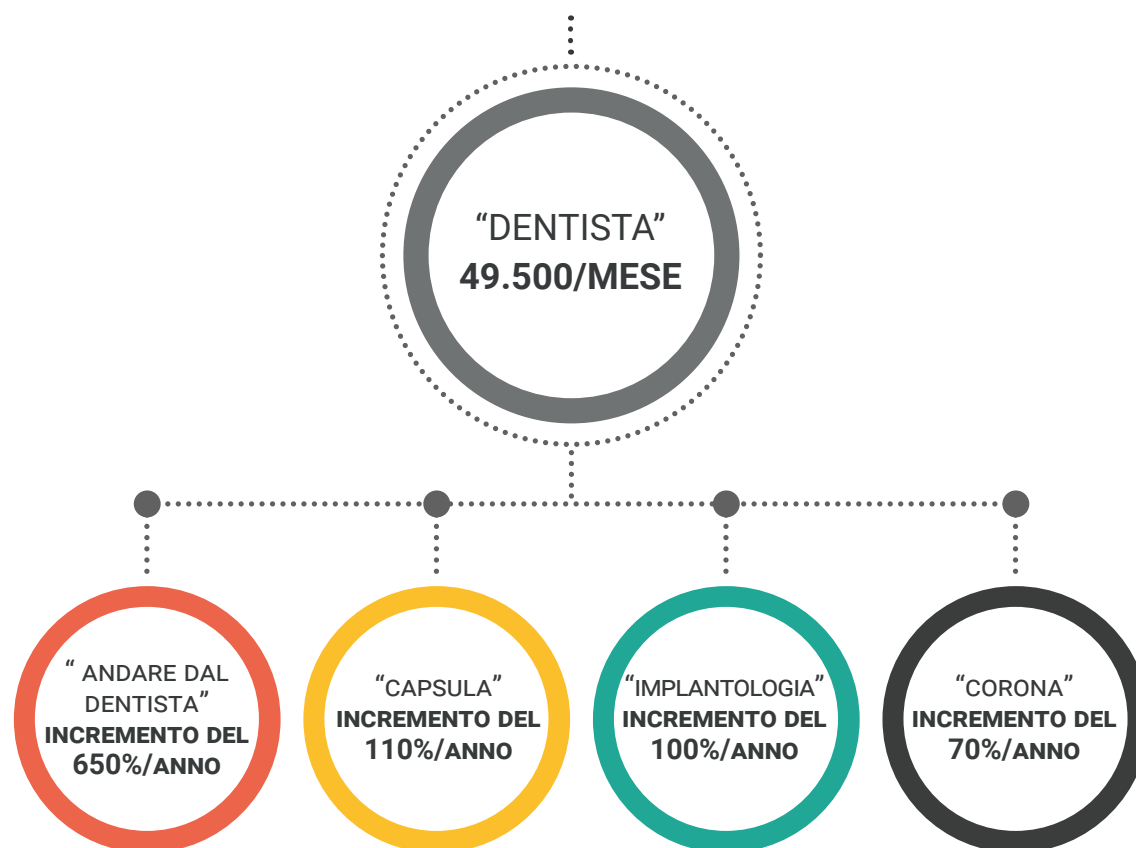 “DENTISTA”
49.500/MESE
“ ANDARE DAL
DENTISTA”
INCREMENTO DEL
650%/ANNO
“CAPSULA”
INCREMENTO DEL
110%/ANNO
“IMPLANTOLOGIA”
INCREMENTO DEL
100%/ANNO
“CORONA”
INCREMENTO DEL
70%/ANNO